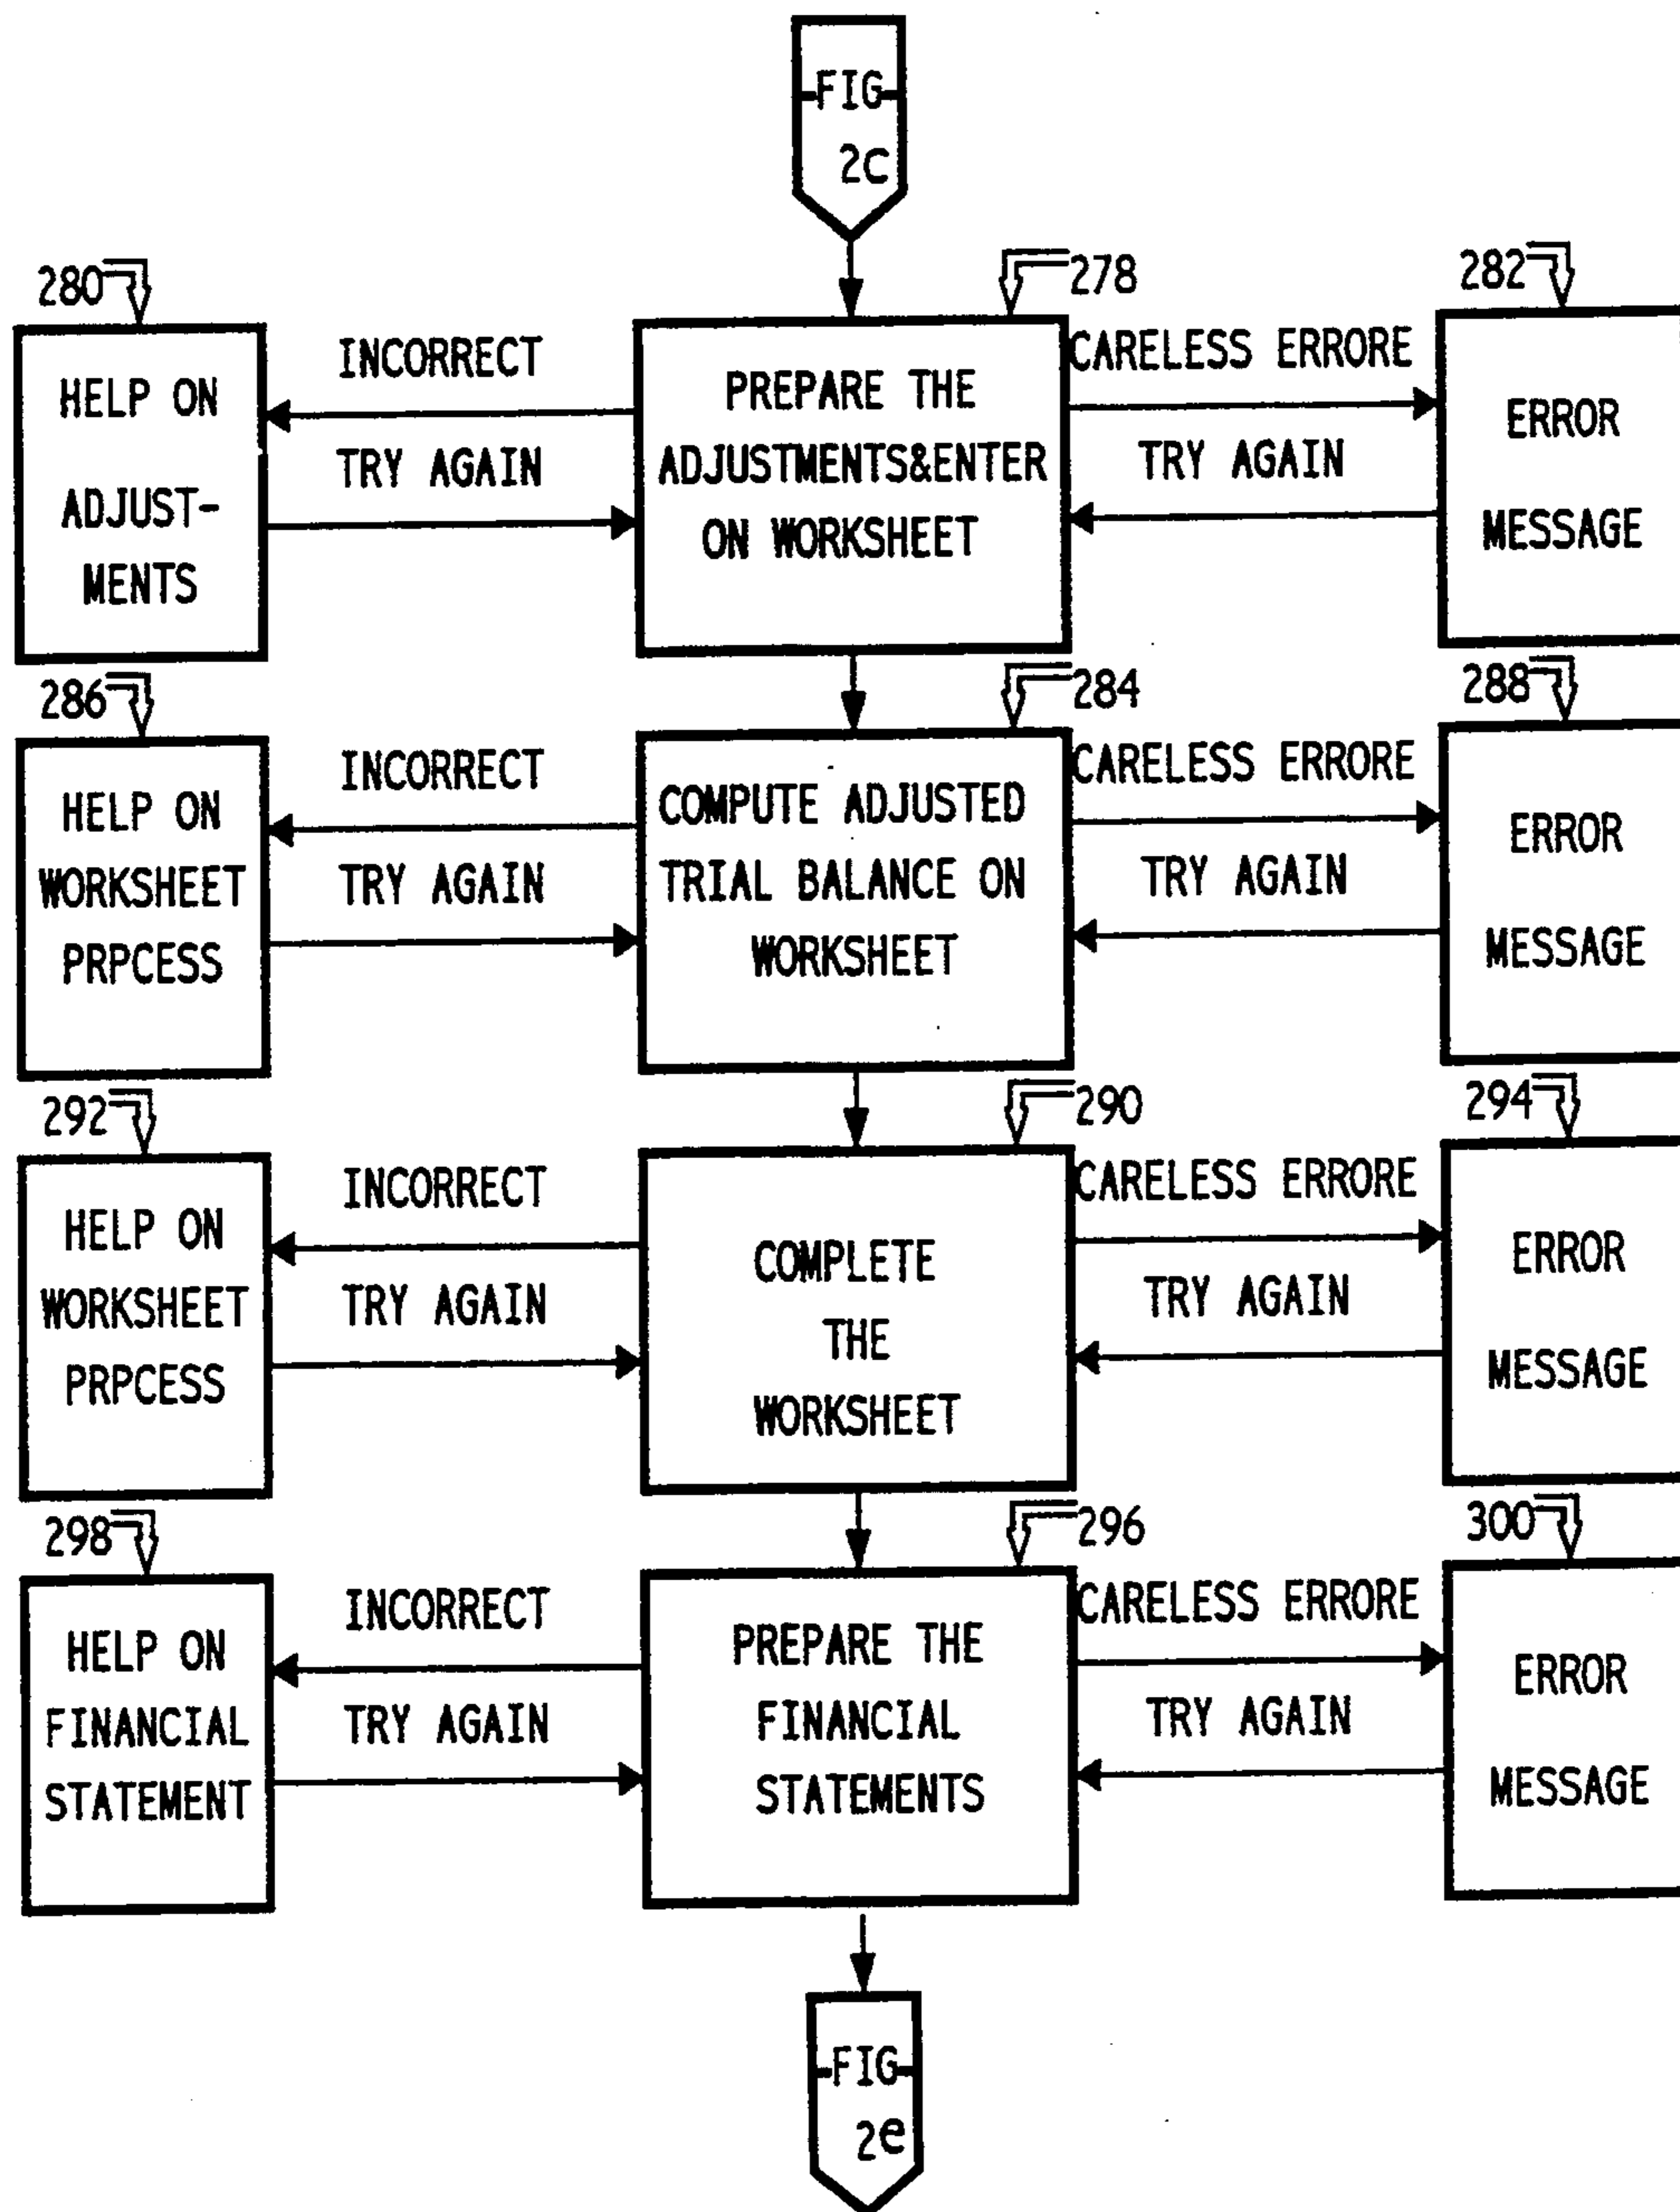 FIG
2c
280
278
282
HELP ON
ADJUST-
MENTS
INCORRECT
TRY AGAIN
PREPARE THE
ADJUSTMENTS&ENTER
ON WORKSHEET
CARELESS ERRORE
TRY AGAIN
ERROR
MESSAGE
286
284
288
HELP ON
WORKSHEET
PRPCESS
INCORRECT
TRY AGAIN
COMPUTE ADJUSTED
TRIAL BALANCE ON
WORKSHEET
CARELESS ERRORE
TRY AGAIN
ERROR
MESSAGE
292
290
294
HELP ON
WORKSHEET
PRPCESS
INCORRECT
TRY AGAIN
COMPLETE
THE
WORKSHEET
CARELESS ERRORE
TRY AGAIN
ERROR
MESSAGE
298
296
300
HELP ON
FINANCIAL
STATEMENT
INCORRECT
TRY AGAIN
PREPARE THE
FINANCIAL
STATEMENTS
CARELESS ERRORE
TRY AGAIN
ERROR
MESSAGE
FIG
2e